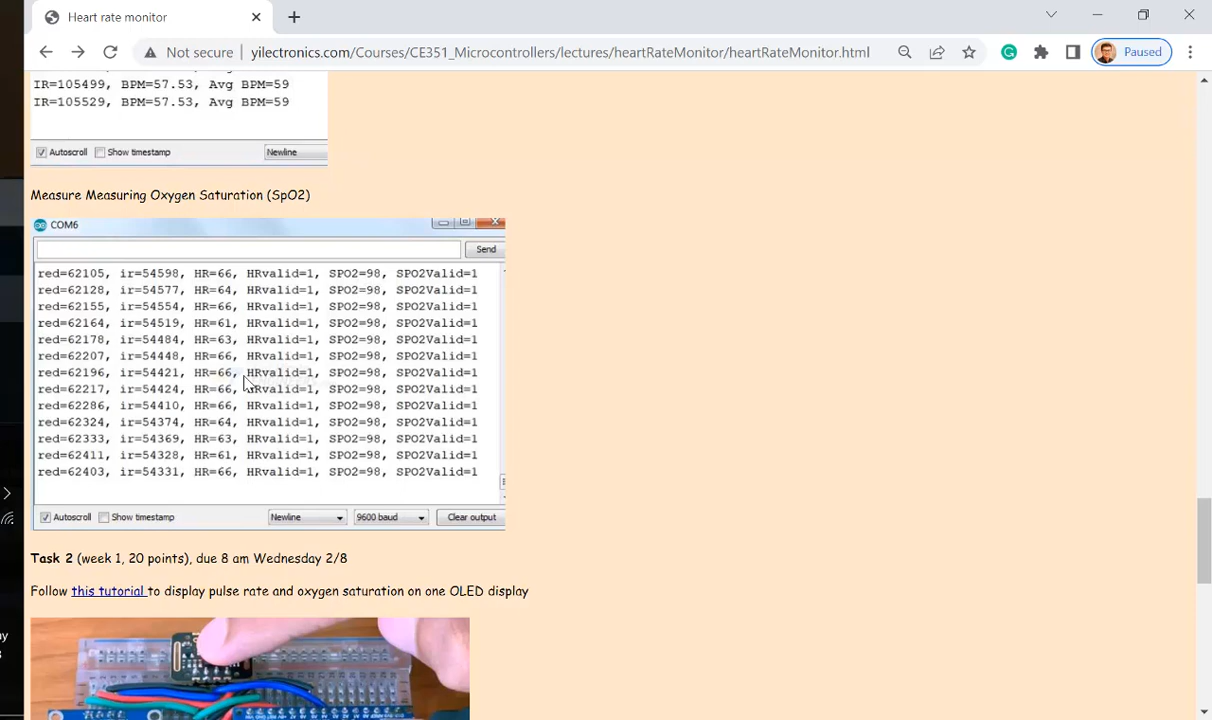 Heart rate monitor
Not secure
yilectronics.com/Courses/CE351_Microcontrollers/lectures/heartRateMonitor/heartRateMonitor.html
Paused
IR=105499, BPM=57.53, Avg BPM=59
IR=105529, BPM=57.53, Avg BPM=59
Autoscroll Show timestamp Newline
Measure Measuring Oxygen Saturation (SpO2)
COM6
Send
red=62105, ir=54598, HR=66, HRvalid=1, SPO2=98, SPO2Valid=1
red=62128, ir=54577, HR=64, HRvalid=1, SPO2=98, SPO2Valid=1
red=62155, ir=54554, HR=66, HRvalid=1, SPO2=98, SPO2Valid=1
red=62164, ir=54519, HR=61, HRvalid=1, SPO2=98, SPO2Valid=1
red=62178, ir=54484, HR=63, HRvalid=1, SPO2=98, SPO2Valid=1
red=62207, ir=54448, HR=66, HRvalid=1, SPO2=98, SPO2Valid=1
red=62196, ir=54421, HR=66, HRvalid=1, SPO2=98, SPO2Valid=1
red=62217, ir=54424, HR=66, HRvalid=1, SPO2=98, SPO2Valid=1
red=62286, ir=54410, HR=66, HRvalid=1, SPO2=98, SPO2Valid=1
red=62324, ir=54374, HR=64, HRvalid=1, SPO2=98, SPO2Valid=1
red=62333, ir=54369, HR=63, HRvalid=1, SPO2=98, SPO2Valid=1
red=62411, ir=54328, HR=61, HRvalid=1, SPO2=98, SPO2Valid=1
red=62403, ir=54331, HR=66, HRvalid=1, SPO2=98, SPO2Valid=1
Autoscroll Show timestamp Newline 9600 baud Clear output
Task 2 (week 1, 20 points), due 8 am Wednesday 2/8
Follow this tutorial to display pulse rate and oxygen saturation on one OLED display